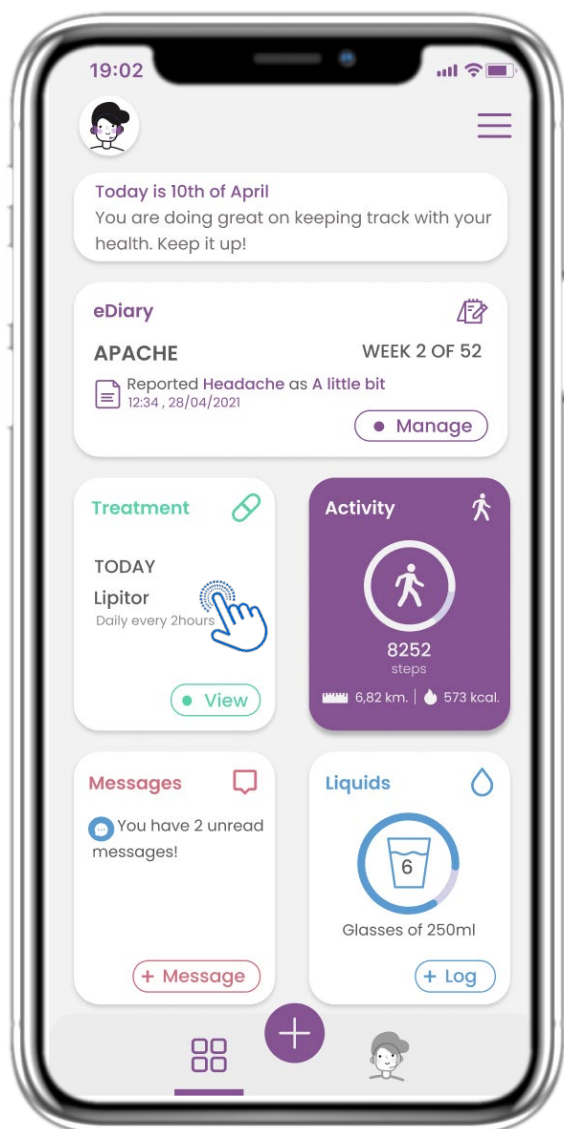 19:02
Today is 10th of April
You are doing great on keeping track with your
health. Keep it up!
eDiary
APACHE
WEEK 2 OF 52
Reported Headache as A little bit
12:34 , 28/04/2021
Manage
Treatment
TODAY
Lipitor
Daily every 2hours
View
Activity
8252
steps
6,82 km. | 573 kcal.
Messages
You have 2 unread
messages!
+ Message
Liquids
6
Glasses of 250ml
+ Log